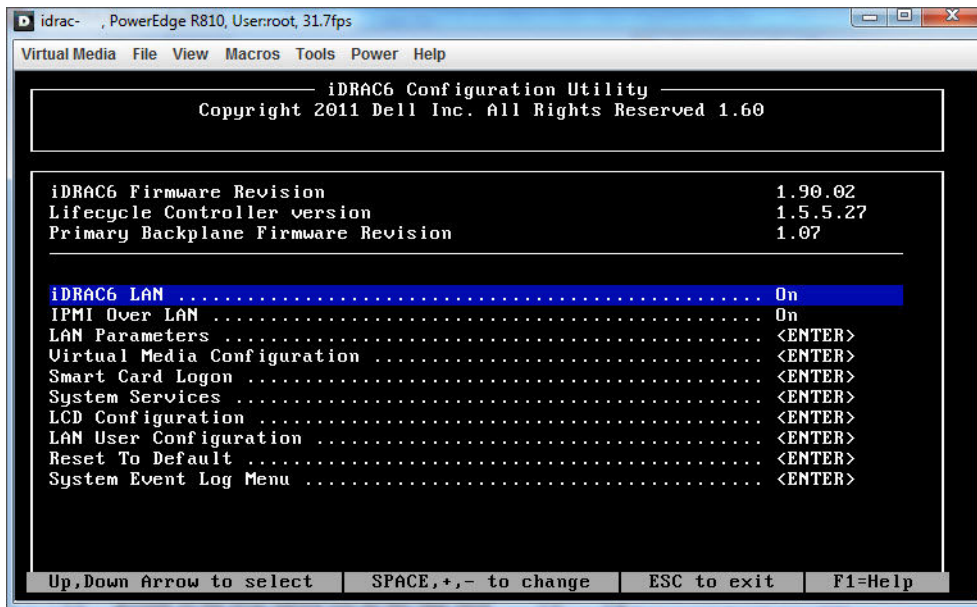 idrac-    , PowerEdge R810, User:root, 31.7fps
Virtual Media File View Macros Tools Power Help
iDRAC6 Configuration Utility
Copyright 2011 Dell Inc. All Rights Reserved 1.60
iDRAC6 Firmware Revision 1.90.02
Lifecycle Controller version 1.5.5.27
Primary Backplane Firmware Revision 1.07
iDRAC6 LAN .................................................. On
IPMI Over LAN ............................................... On
LAN Parameters .............................................. <ENTER>
Virtual Media Configuration ................................. <ENTER>
Smart Card Logon ............................................ <ENTER>
System Services ............................................. <ENTER>
LCD Configuration ........................................... <ENTER>
LAN User Configuration ...................................... <ENTER>
Reset To Default ............................................ <ENTER>
System Event Log Menu ....................................... <ENTER>
Up,Down Arrow to select SPACE,+,- to change ESC to exit F1=Help